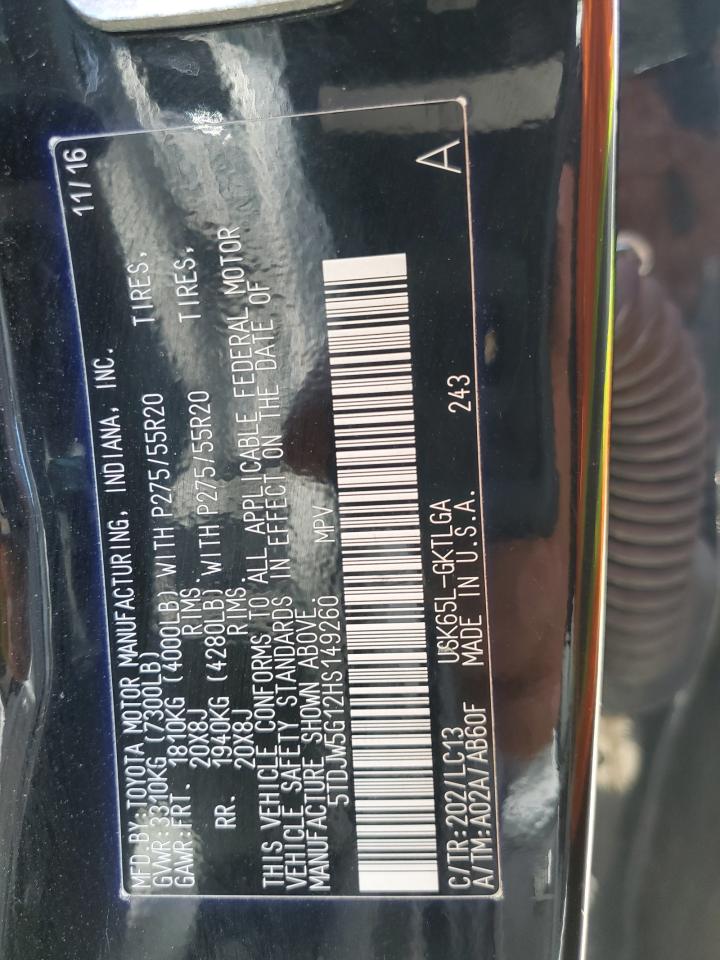 MFD.BY:TOYOTA MOTOR MANUFACTURING, INDIANA, INC. 11/16
GVWR:3310KG (7300LB)
GAWR:FRT. 1810KG (4000LB) WITH P275/55R20 TIRES,
20X8J RIMS
RR. 1940KG (4280LB) WITH P275/55R20 TIRES,
20X8J RIMS
THIS VEHICLE CONFORMS TO ALL APPLICABLE FEDERAL MOTOR
VEHICLE SAFETY STANDARDS IN EFFECT ON THE DATE OF
MANUFACTURE SHOWN ABOVE.
5TDJW5G12HS149260 MPV
C/TR:202/LC13 USK65L-GKTLGA A
A/TM:A02A/AB60F MADE IN U.S.A. 243